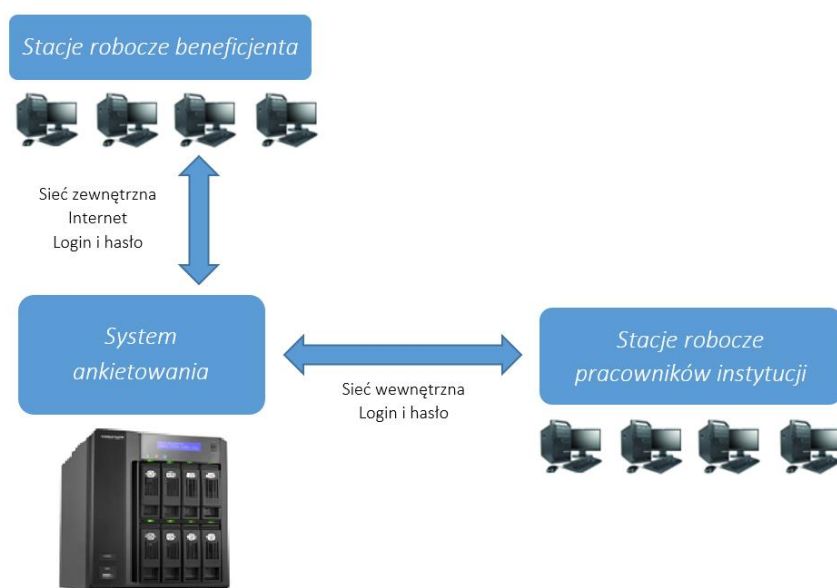 Stacje robocze beneficjenta
Sieć zewnętrzna
Internet
Login i hasło
System
ankietowania
Sieć wewnętrzna
Login i hasło
Stacje robocze
pracowników instytucji